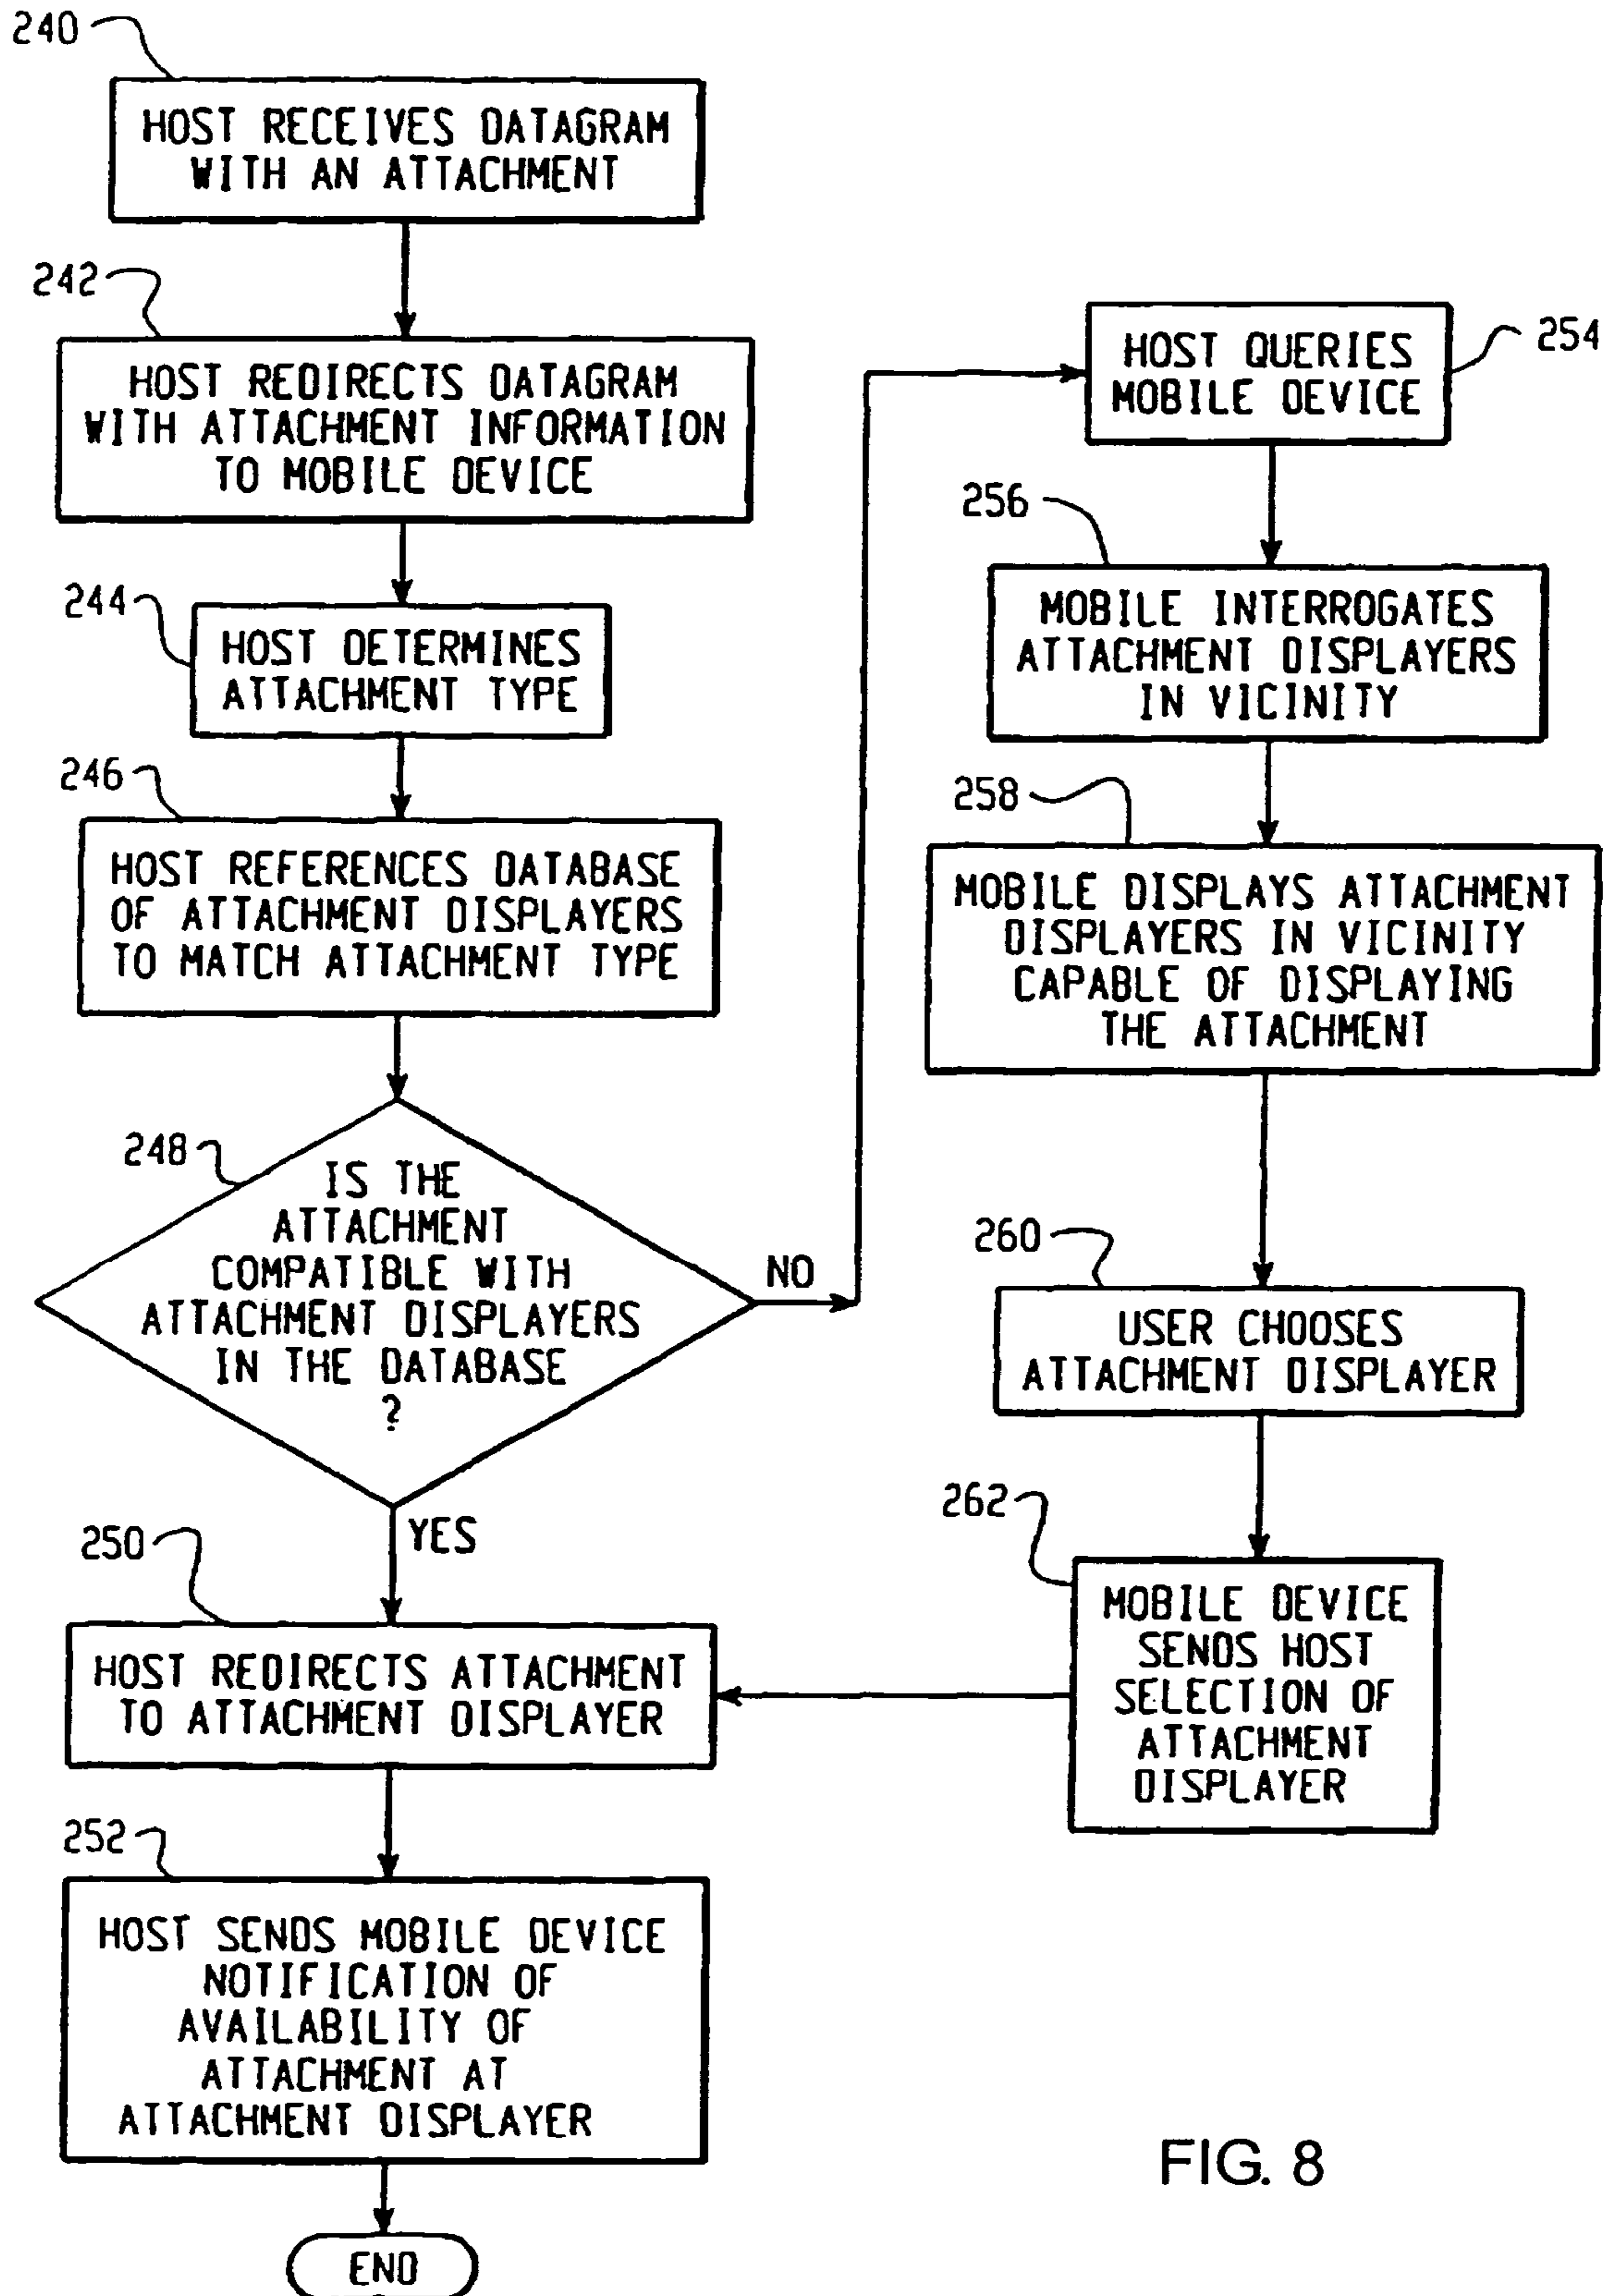 240
HOST RECEIVES DATAGRAM
WITH AN ATTACHMENT
242
HOST REDIRECTS DATAGRAM
WITH ATTACHMENT INFORMATION
TO MOBILE DEVICE
244
HOST DETERMINES
ATTACHMENT TYPE
246
HOST REFERENCES DATABASE
OF ATTACHMENT DISPLAYERS
TO MATCH ATTACHMENT TYPE
248
IS THE
ATTACHMENT
COMPATIBLE WITH
ATTACHMENT DISPLAYERS
IN THE DATABASE
?
NO
YES
250
HOST REDIRECTS ATTACHMENT
TO ATTACHMENT DISPLAYER
252
HOST SENDS MOBILE DEVICE
NOTIFICATION OF
AVAILABILITY OF
ATTACHMENT AT
ATTACHMENT DISPLAYER
END
254
HOST QUERIES
MOBILE DEVICE
256
MOBILE INTERROGATES
ATTACHMENT DISPLAYERS
IN VICINITY
258
MOBILE DISPLAYS ATTACHMENT
DISPLAYERS IN VICINITY
CAPABLE OF DISPLAYING
THE ATTACHMENT
260
USER CHOOSES
ATTACHMENT DISPLAYER
262
MOBILE DEVICE
SENDS HOST
SELECTION OF
ATTACHMENT
DISPLAYER
FIG. 8